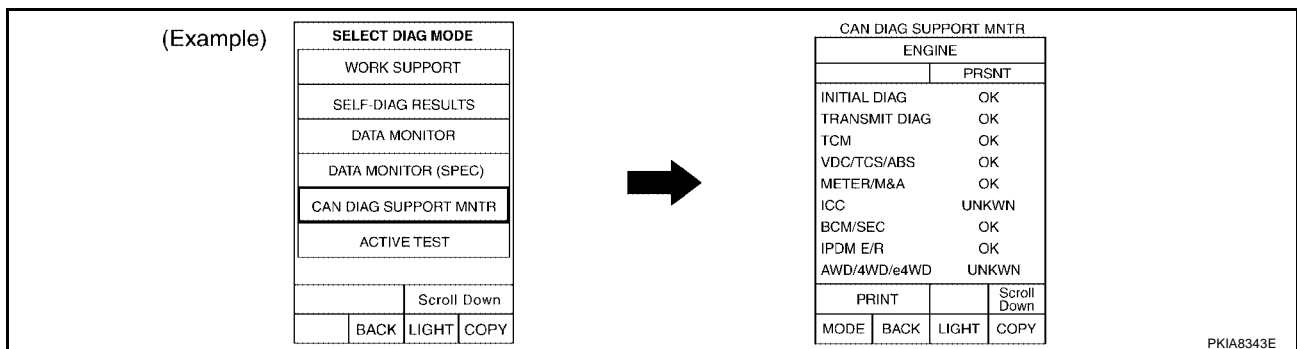 (Example)
SELECT DIAG MODE
WORK SUPPORT
SELF-DIAG RESULTS
DATA MONITOR
DATA MONITOR (SPEC)
CAN DIAG SUPPORT MNTR
ACTIVE TEST
Scroll Down
BACK LIGHT COPY
CAN DIAG SUPPORT MNTR
ENGINE
PRSNT
INITIAL DIAG OK
TRANSMIT DIAG OK
TCM OK
VDC/TCS/ABS OK
METER/M&A OK
ICC UNKWN
BCM/SEC OK
IPDM E/R OK
AWD/4WD/e4WD UNKWN
PRINT Scroll
Down
MODE BACK LIGHT COPY
PKIA8343E